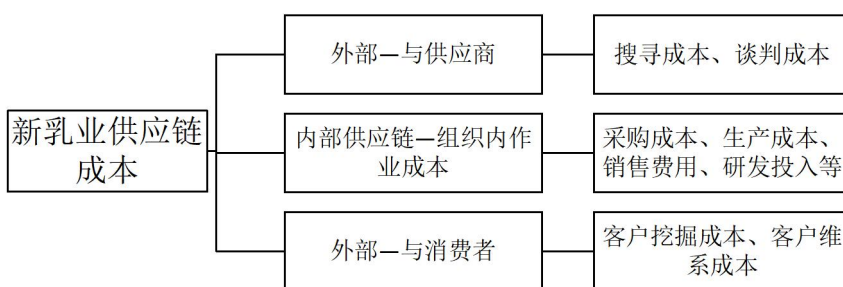 外部—与供应商
搜寻成本、谈判成本
新乳业供应链
成本
内部供应链—组织内作
业成本
采购成本、生产成本、
销售费用、研发投入等
外部—与消费者
客户挖掘成本、客户维
系成本